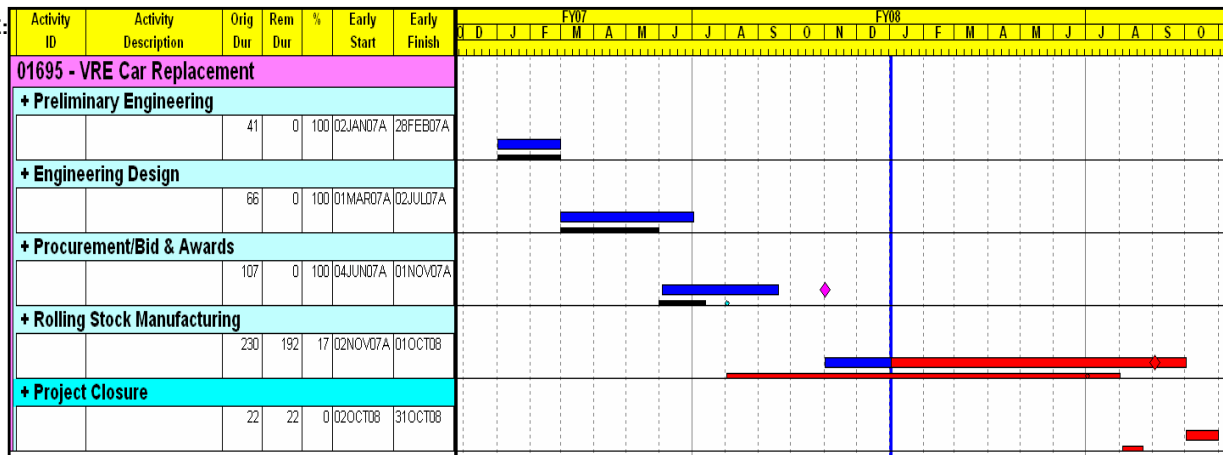 :
Activity ID Activity Description Orig Dur Rem Dur % Early Start Early Finish
FY07 FY08
D J F M A M J J A S O N D J F M A M J J A S O
01695 - VRE Car Replacement
+ Preliminary Engineering
41 0 100 02JAN07A 28FEB07A
+ Engineering Design
66 0 100 01MAR07A 02JUL07A
+ Procurement/Bid & Awards
107 0 100 04JUN07A 01NOV07A
+ Rolling Stock Manufacturing
230 192 17 02NOV07A 01OCT08
+ Project Closure
22 22 0 02OCT08 31OCT08